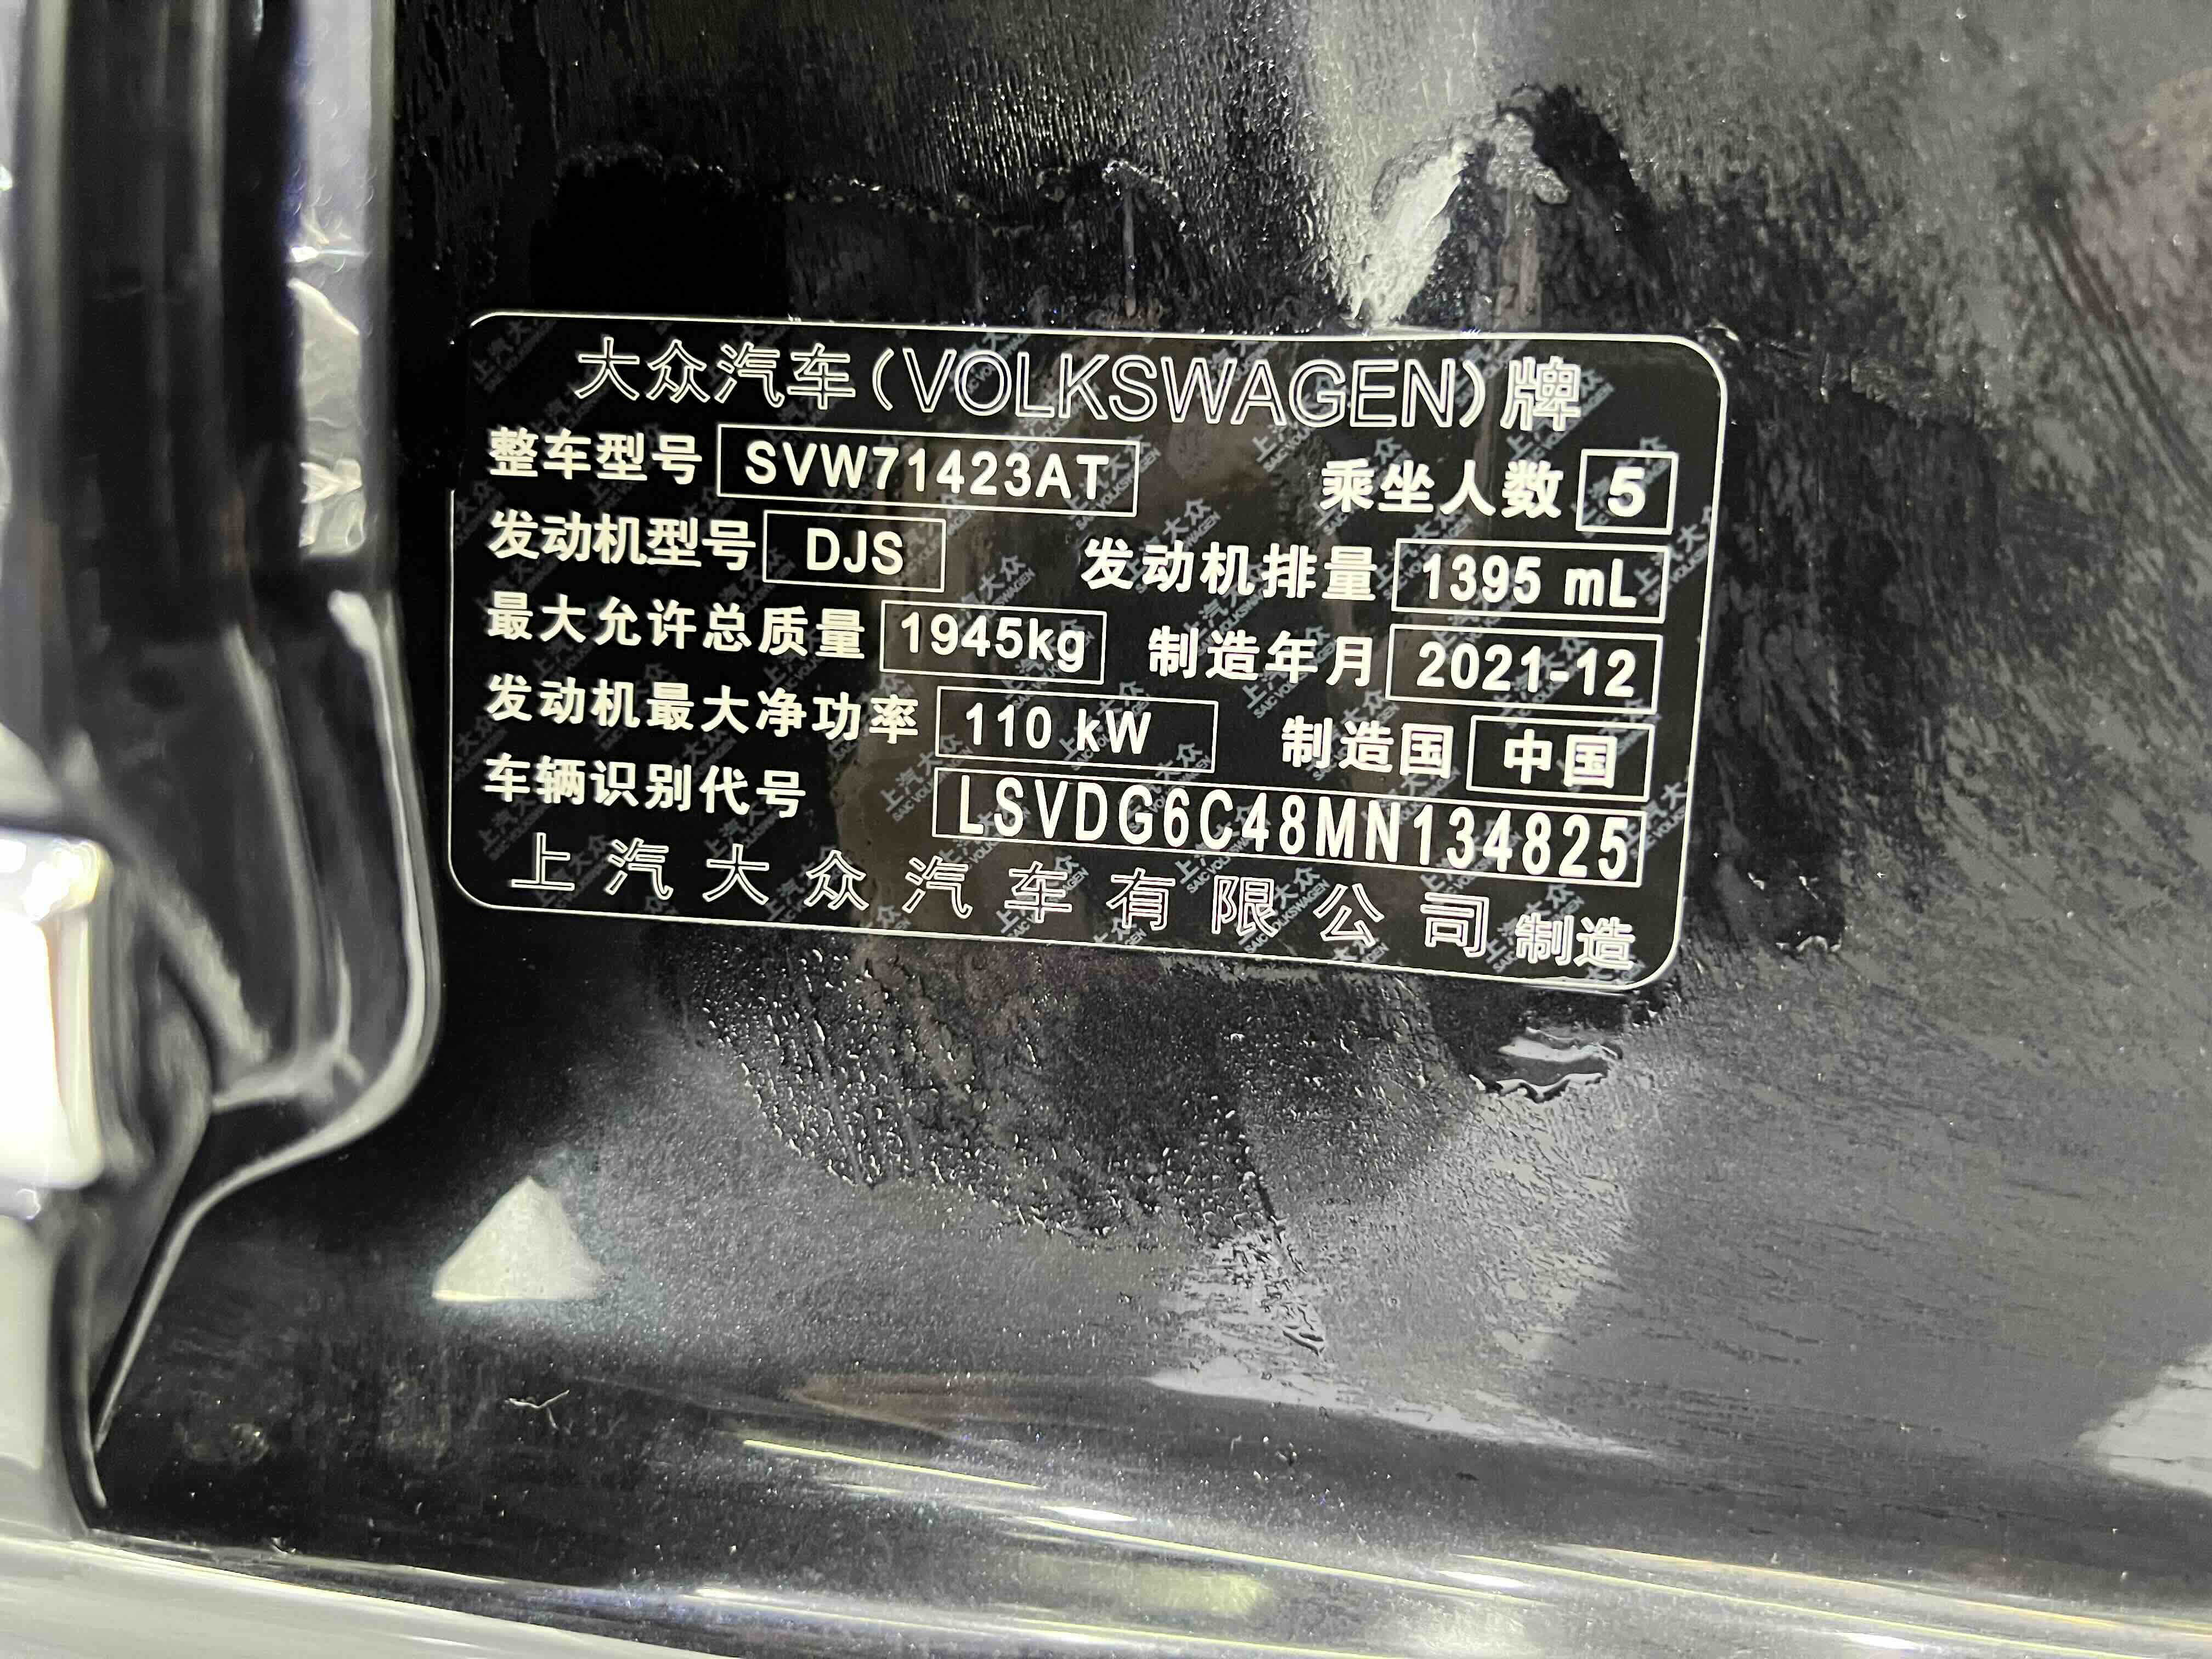 大众汽车(VOLKSWAGEN)牌
整车型号 SVW71423AT 乘坐人数 5
发动机型号 DJS 发动机排量 1395 mL
最大允许总质量 1945kg 制造年月 2021-12
发动机最大净功率 110 kW 制造国 中国
车辆识别代号 LSVDG6C48MN134825
上汽大众汽车有限公司 制造